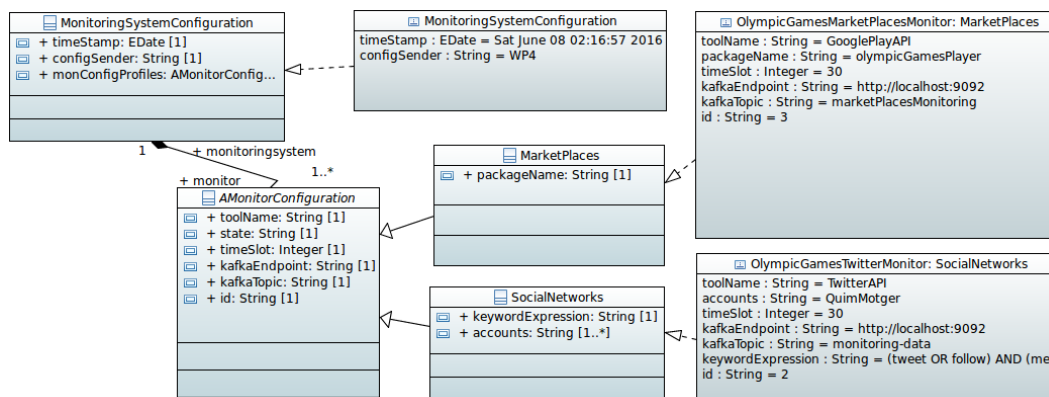 MonitoringSystemConfiguration
+ timeStamp: EDate [1]
+ configSender: String [1]
+ monConfigProfiles: AMonitorConfig...
MonitoringSystemConfiguration
timeStamp : EDate = Sat June 08 02:16:57 2016
configSender : String = WP4
OlympicGamesMarketPlacesMonitor: MarketPlaces
toolName : String = GooglePlayAPI
packageName : String = olympicGamesPlayer
timeSlot : Integer = 30
kafkaEndpoint : String = http://localhost:9092
kafkaTopic : String = marketPlacesMonitoring
id : String = 3
1
+ monitoringsystem
1..*
+ monitor
AMonitorConfiguration
+ toolName: String [1]
+ state: String [1]
+ timeSlot: Integer [1]
+ kafkaEndpoint: String [1]
+ kafkaTopic: String [1]
+ id: String [1]
MarketPlaces
+ packageName: String [1]
SocialNetworks
+ keywordExpression: String [1]
+ accounts: String [1..*]
OlympicGamesTwitterMonitor: SocialNetworks
toolName : String = TwitterAPI
accounts : String = QuimMotger
timeSlot : Integer = 30
kafkaEndpoint : String = http://localhost:9092
kafkaTopic : String = monitoring-data
keywordExpression : String = (tweet OR follow) AND (me
id : String = 2